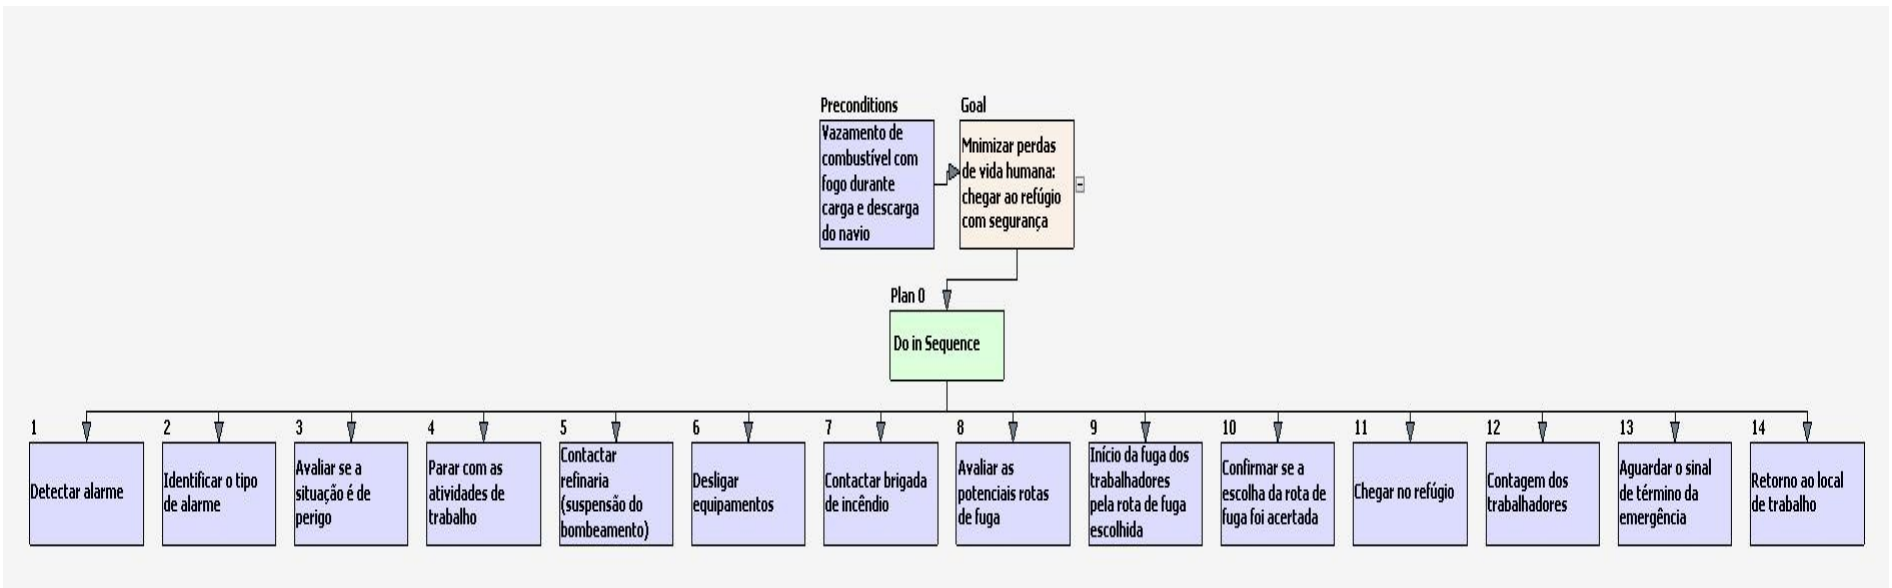 Preconditions
Vazamento de
combustível com
fogo durante
carga e descarga
do navio
Goal
Mnimizar perdas
de vida humana:
chegar ao refúgio
com segurança
Plan 0
Do in Sequence
1
Detectar alarme
2
Identificar o tipo
de alarme
3
Avaliar se a
situação é de
perigo
4
Parar com as
atividades de
trabalho
5
Contactar
refinaria
(suspensão do
bombeamento)
6
Desligar
equipamentos
7
Contactar brigada
de incêndio
8
Avaliar as
potenciais rotas
de fuga
9
Início da fuga dos
trabalhadores
pela rota de fuga
escolhida
10
Confirmar se a
escolha da rota de
fuga foi acertada
11
Chegar no refúgio
12
Contagem dos
trabalhadores
13
Aguardar o sinal
de término da
emergência
14
Retorno ao local
de trabalho